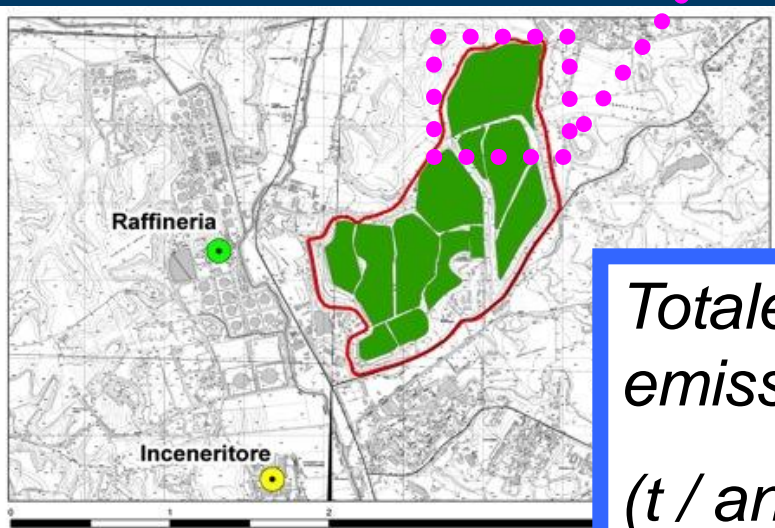 Raffineria
Inceneritore
0 1 2
Totale
emiss
(t / an